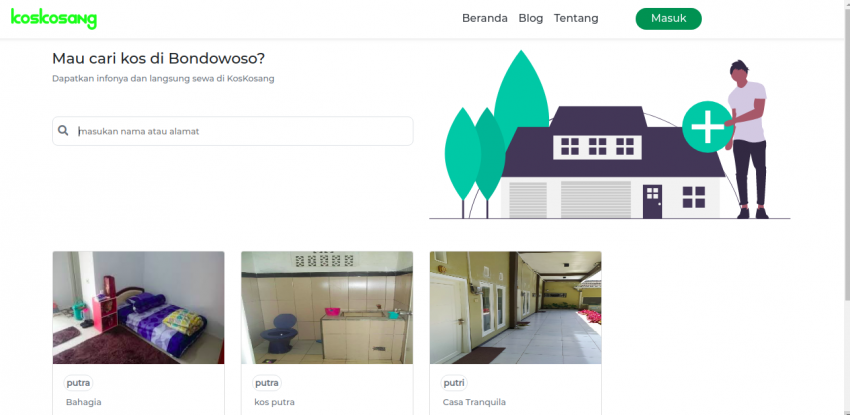 koskosang
Beranda Blog Tentang Masuk
Mau cari kos di Bondowoso?
Dapatkan infonya dan langsung sewa di KosKosang
masukan nama atau alamat
putra
Bahagia
putra
kos putra
putri
Casa Tranquila